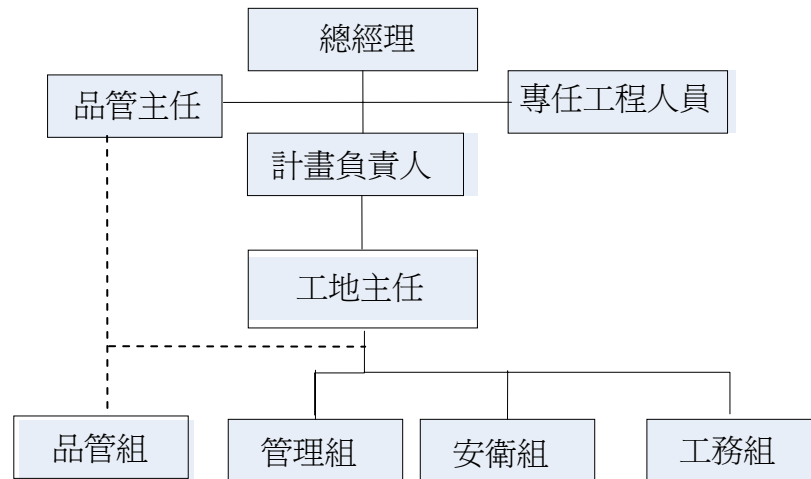 總經理
品管主任
專任工程人員
計畫負責人
工地主任
品管組
管理組
安衛組
工務組